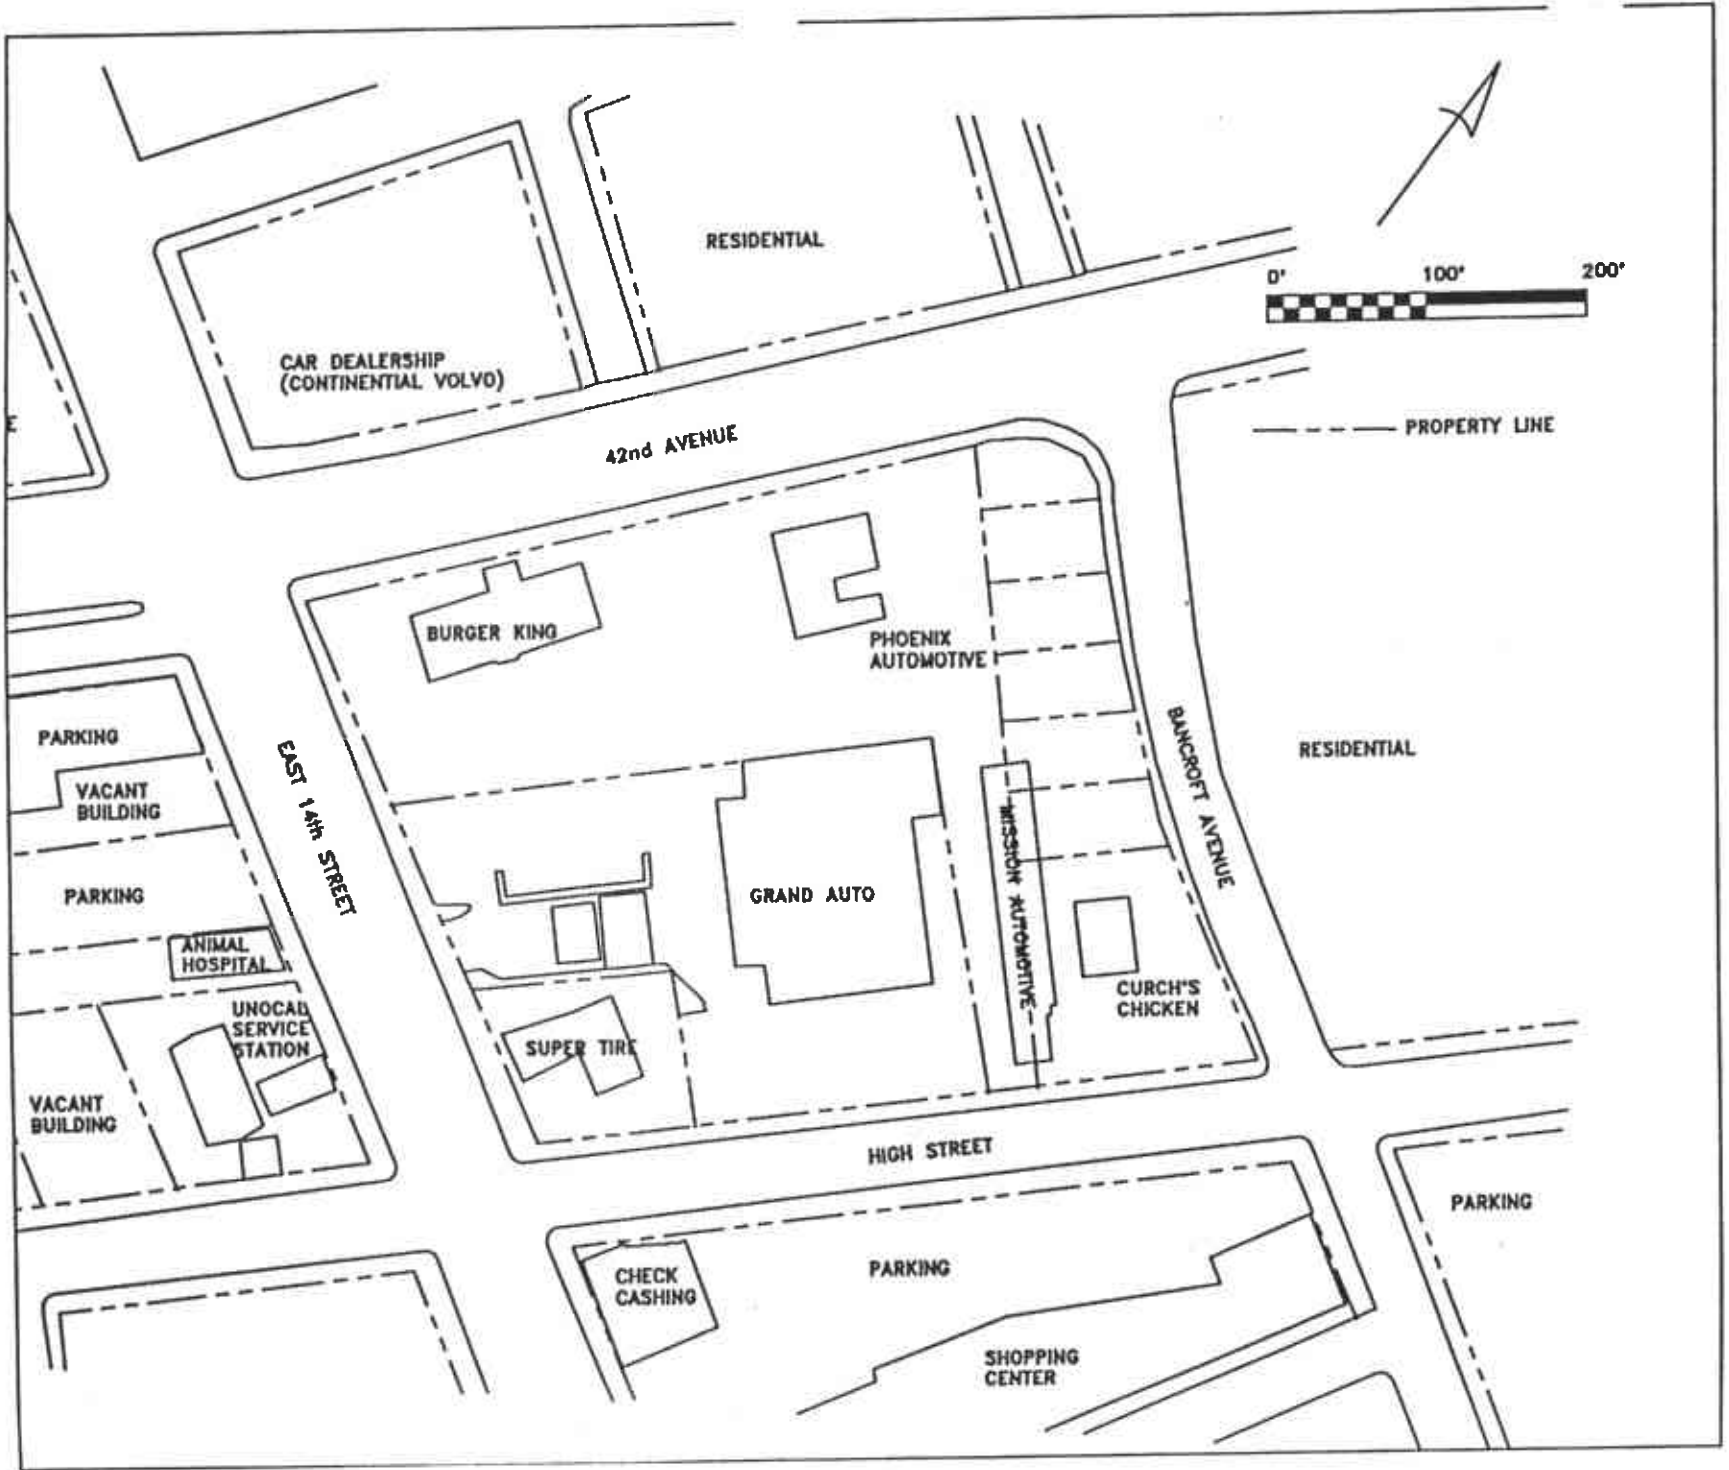 RESIDENTIAL
0' 100' 200'
CAR DEALERSHIP
(CONTINENTIAL VOLVO)
E
42nd AVENUE
PROPERTY LINE
BURGER KING
PHOENIX
AUTOMOTIVE
PARKING
EAST 14th STREET
BANCROFT AVENUE
RESIDENTIAL
VACANT
BUILDING
PARKING
GRAND AUTO
MISSION AUTOMOTIVE
ANIMAL
HOSPITAL
CURCH'S
CHICKEN
UNOCAL
SERVICE
STATION
SUPER TIRE
VACANT
BUILDING
HIGH STREET
PARKING
CHECK
CASHING
PARKING
SHOPPING
CENTER